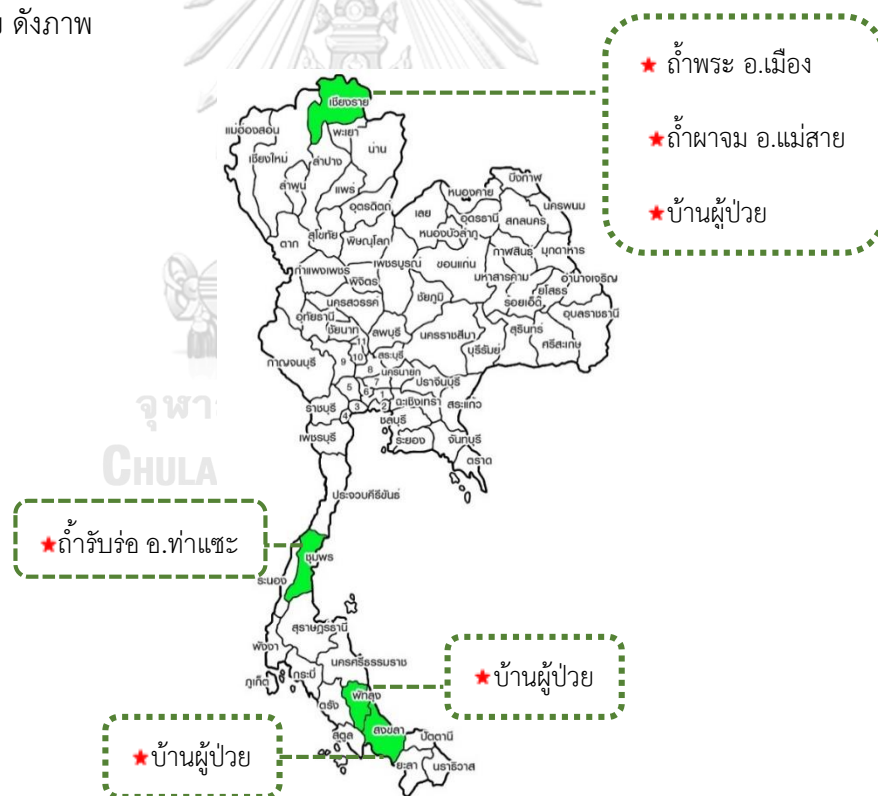 ดังภาพ
★ ถ้ำพระ อ.เมือง
★ถ้ำผาจม อ.แม่สาย
★บ้านผู้ป่วย
เชียงราย
แม่ฮ่องสอน
พะเยา
เชียงใหม่
ลำปาง
น่าน
ลำพูน
แพร่
อุตรดิตถ์
ตาก
สุโขทัย
พิษณุโลก
เลย
หนองคาย
บึงกาฬ
อุดรธานี
นครพนม
สกลนคร
หนองบัวลำภู
กำแพงเพชร
พิจิตร
เพชรบูรณ์
ขอนแก่น
กาฬสินธุ์
มุกดาหาร
มหาสารคาม
ร้อยเอ็ด
ยโสธร
อำนางเจริญ
นครสวรรค์
ชัยภูมิ
อุทัยธานี
ชัยนาท
ลพบุรี
นครราชสีมา
บุรีรัมย์
สุรินทร์
ศรีสะเกษ
อุบลราชธานี
กาญจนบุรี
11
9
10
สระบุรี
8
นครนายก
5
6
7
1
ปราจีนบุรี
ราชบุรี
4
3
2
ฉะเชิงเทรา
สระแก้ว
ชลบุรี
เพชรบุรี
ระยอง
จันทบุรี
ตราด
จุฬา
CHULA
ประจวบคีรีขันธ์
★ถ้ำรับร่อ อ.ท่าแซะ
ชุมพร
ระนอง
สุราษฎรธานี
พังงา
นครศรีธรรมราช
ภูเก็ต
กระบี่
★บ้านผู้ป่วย
ตรัง
พัทลุง
สตูล
สงขลา
ปัตตานี
★บ้านผู้ป่วย
ยะลา
นราธิวาส